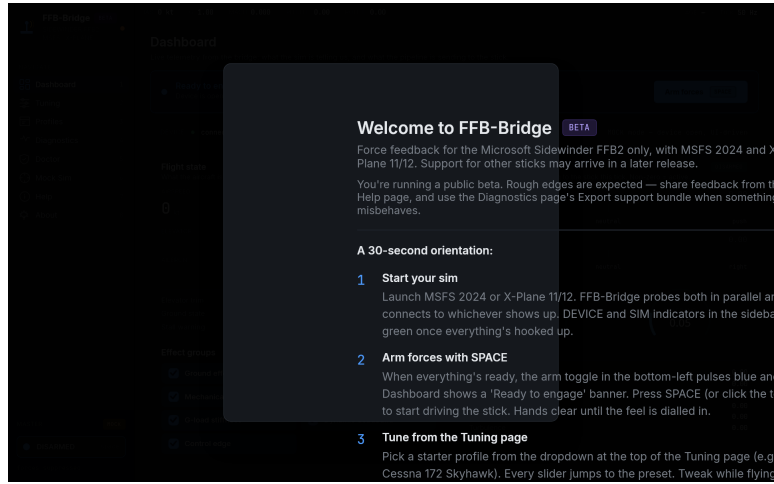 FFB-Bridge
Dashboard
Dashboard
Flight state
0
Effect groups
Welcome to FFB-Bridge BETA
Force feedback for the Microsoft Sidewinder FFB2 only, with MSFS 2024 and X
Plane 11/12. Support for other sticks may arrive in a later release.
You're running a public beta. Rough edges are expected — share feedback from th
Help page, and use the Diagnostics page's Export support bundle when something
misbehaves.
A 30-second orientation:
1 Start your sim
Launch MSFS 2024 or X-Plane 11/12. FFB-Bridge probes both in parallel an
connects to whichever shows up. DEVICE and SIM indicators in the sideba
green once everything's hooked up.
2 Arm forces with SPACE
When everything's ready, the arm toggle in the bottom-left pulses blue and
Dashboard shows a 'Ready to engage' banner. Press SPACE (or click the t
to start driving the stick. Hands clear until the feel is dialled in.
3 Tune from the Tuning page
Pick a starter profile from the dropdown at the top of the Tuning page (e.g
Cessna 172 Skyhawk). Every slider jumps to the preset. Tweak while flying